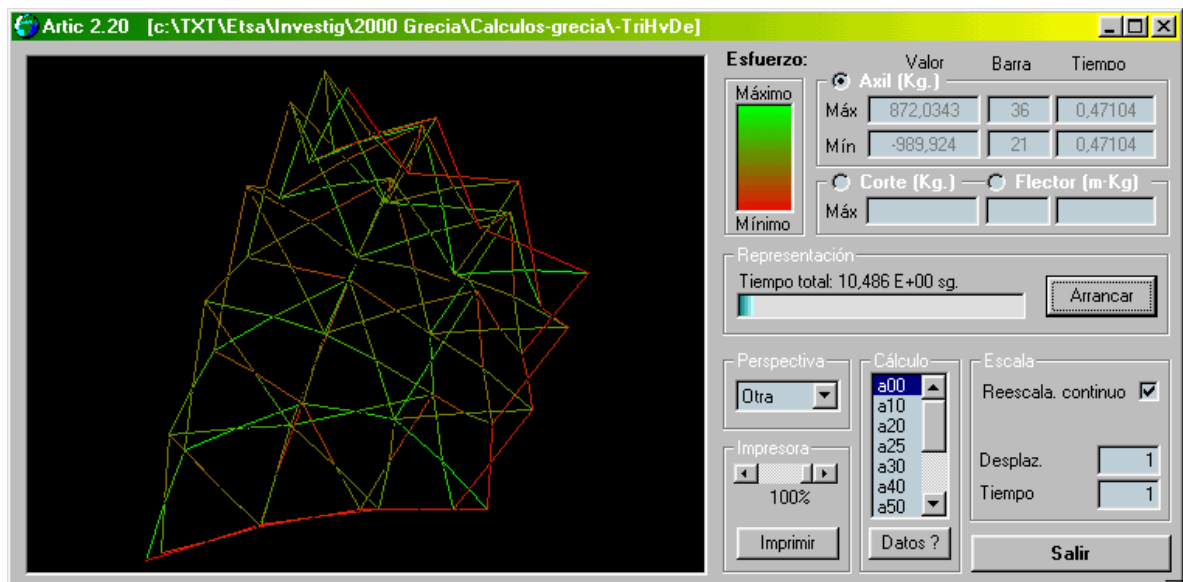 Artic 2.20 [c:\TXT\Etsa\Investig\2000 Grecia\Calculos-grecia\-TriHvDe]
Esfuerzo:
Máximo
Mínimo
Valor Barra Tiempo
Axil (Kg.)
Máx 872,0343 36 0,47104
Mín -989,924 21 0,47104
Corte (Kg.) Flector (m·Kg)
Máx
Representación
Tiempo total: 10,486 E+00 sg.
Arrancar
Perspectiva
Otra
Impresora
100%
Imprimir
Cálculo
a00
a10
a20
a25
a30
a40
a50
Datos ?
Escala
Reescala. continuo
Desplaz. 1
Tiempo 1
Salir